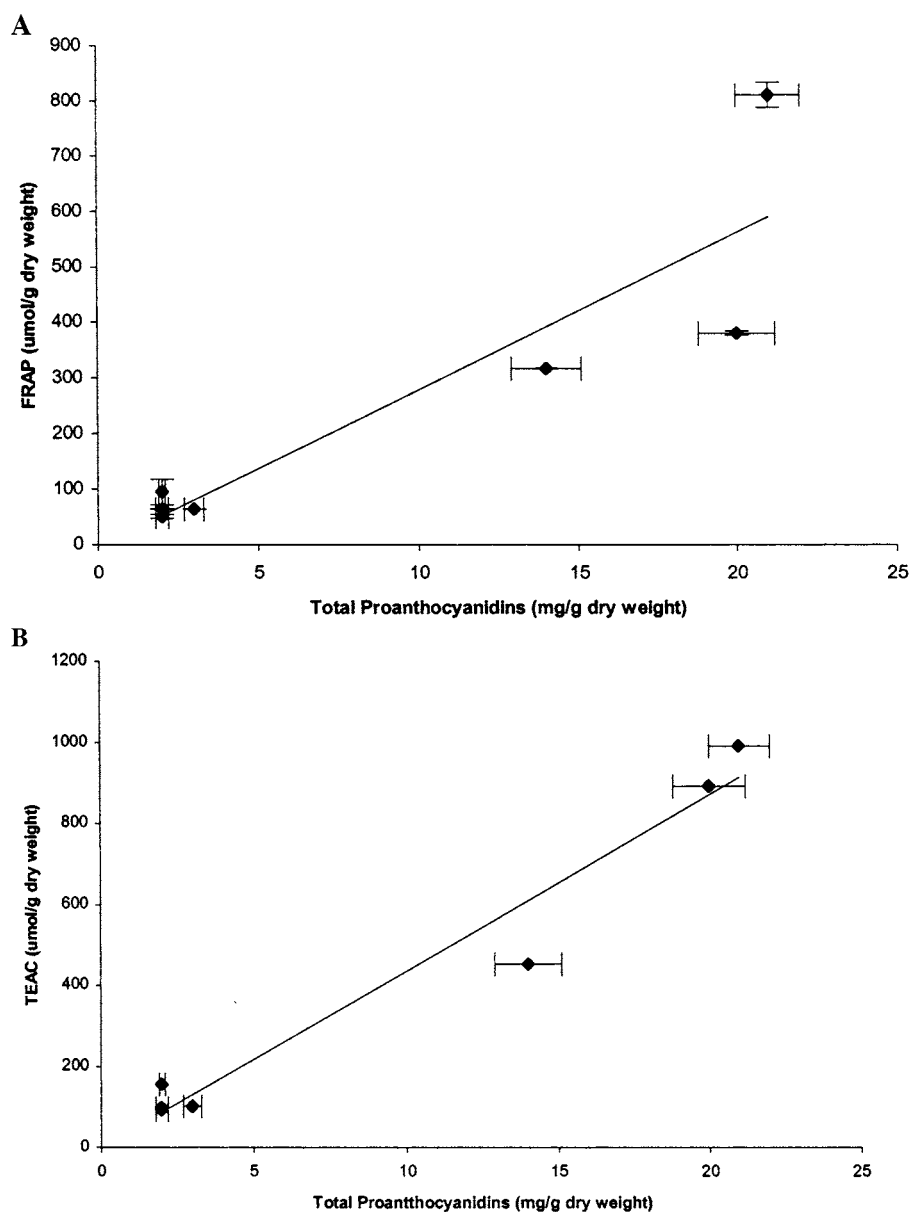 A
900
800
700
600
500
400
300
200
100
0
FRAP (umol/g dry weight)
0 5 10 15 20 25
Total Proanthocyanidins (mg/g dry weight)
B
1200
1000
800
600
400
200
0
TEAC (umol/g dry weight)
0 5 10 15 20 25
Total Proantthocyanidins (mg/g dry weight)